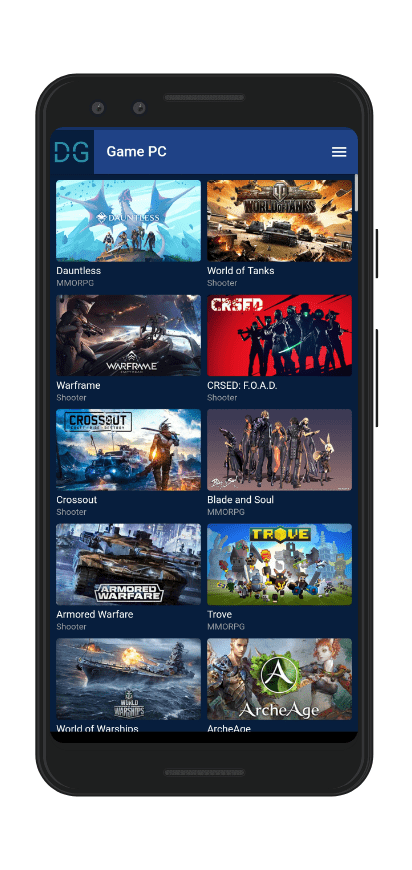 DG
Game PC
DAUNTLESS
WORLD OF TANKS
Dauntless
MMORPG
World of Tanks
Shooter
WARFRAME
CRSED
Warframe
Shooter
CRSED: F.O.A.D.
Shooter
CROSSOUT
Crossout
Shooter
Blade and Soul
MMORPG
ARMORED
WARFARE
TROVE
Armored Warfare
Shooter
Trove
MMORPG
WORLD
WARSHIPS
A
ArcheAge
World of Warships
ArcheAge